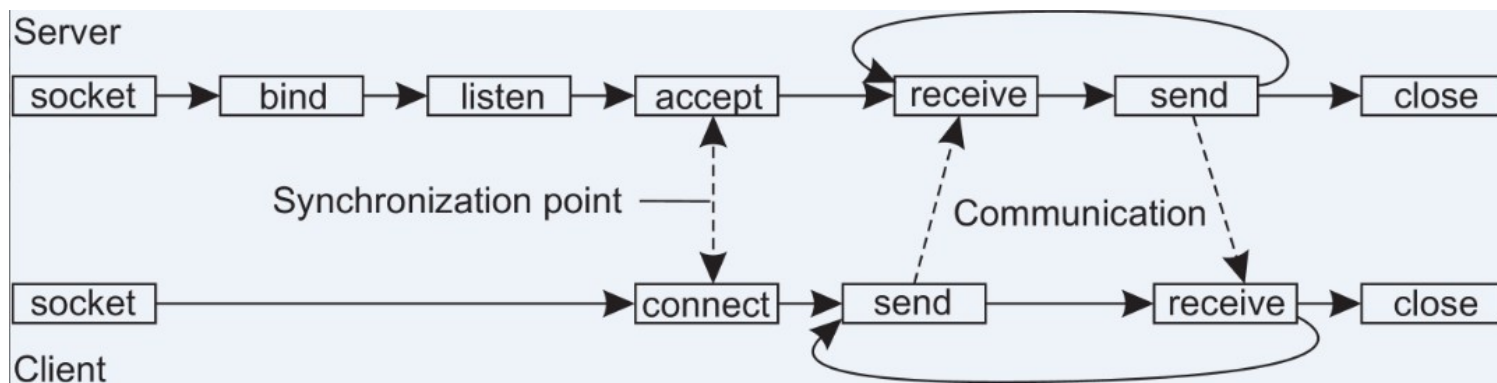 Server
socket bind listen accept receive send close
Synchronization point Communication
socket connect send receive close
Client